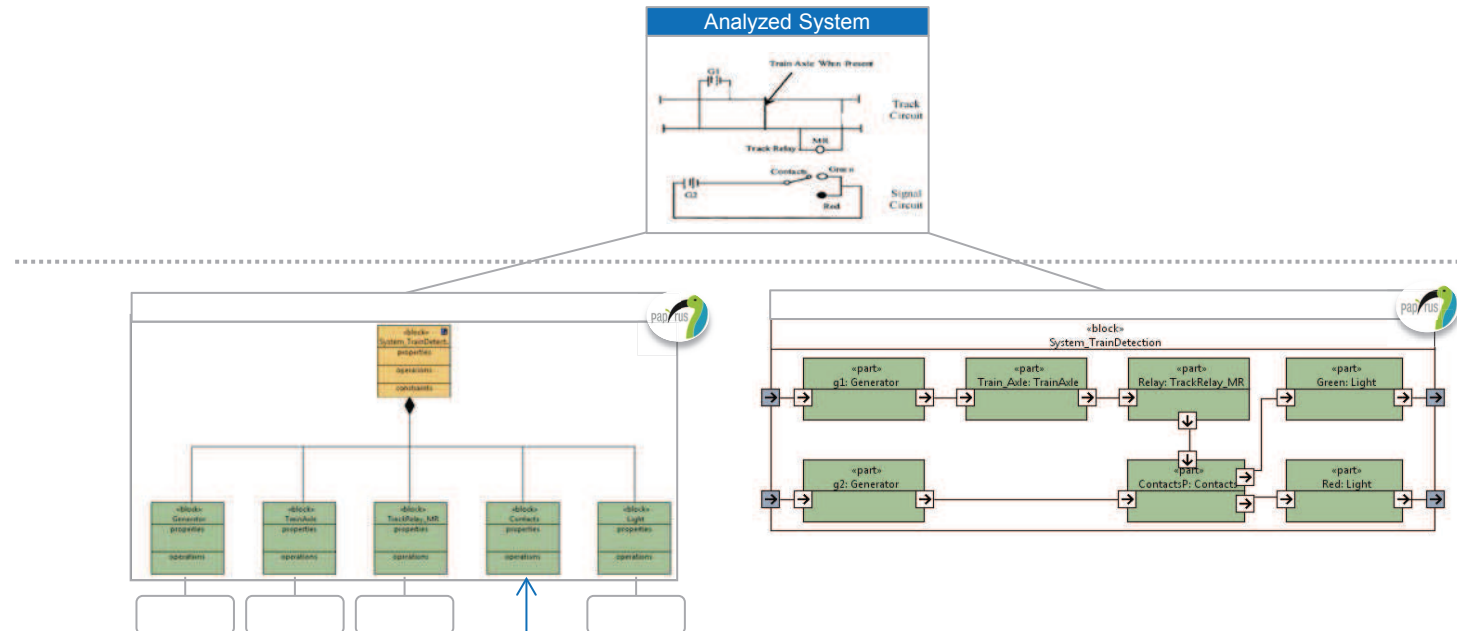 Analyzed System
G1
Train Axle When Present
Track
Circuit
MR
Track Relay
Contacts
Green
G2
Red
Signal
Circuit
papyrus
papyrus
«block»
System_TrainDetect..
properties
operations
constraints
«block»
Generator
properties
operations
«block»
TrainAxle
properties
operations
«block»
TrackRelay_MR
properties
operations
«block»
Contacts
properties
operations
«block»
Light
properties
operations
«block»
System_TrainDetection
«part»
g1: Generator
«part»
Train_Axle: TrainAxle
«part»
Relay: TrackRelay_MR
«part»
Green: Light
«part»
g2: Generator
«part»
ContactsP: Contacts
«part»
Red: Light